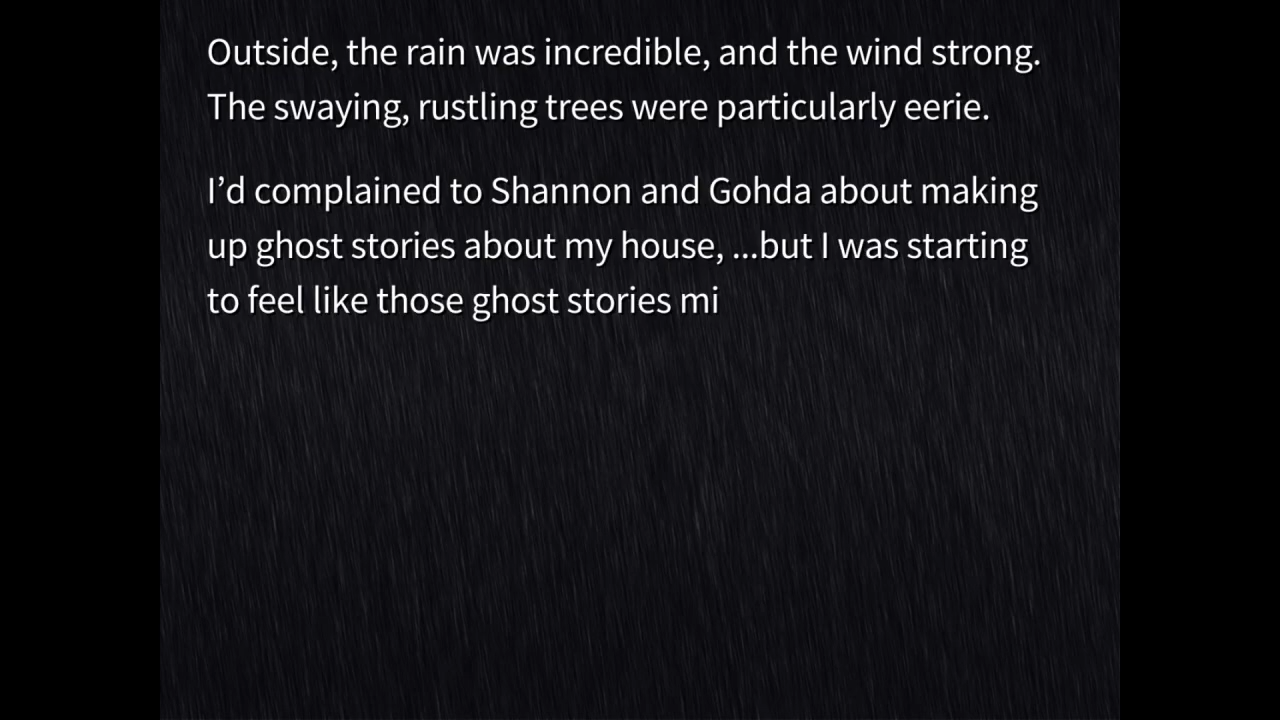 Outside, the rain was incredible, and the wind strong.
The swaying, rustling trees were particularly eerie.
I’d complained to Shannon and Gohda about making
up ghost stories about my house, ...but I was starting
to feel like those ghost stories mi